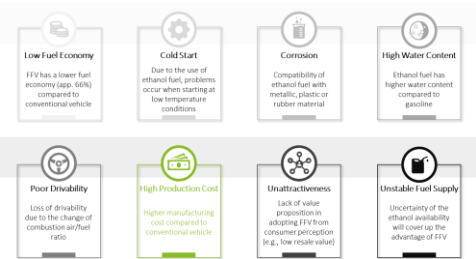 Low Fuel Economy
FFV has a lower fuel
economy (app. 66%)
compared to
conventional vehicle
Cold Start
Due to the use of
ethanol fuel, problems
occur when starting at
low temperature
conditions
Corrosion
Compatibility of
ethanol fuel with
metallic, plastic or
rubber material
High Water Content
Ethanol fuel has
higher water content
compared to
gasoline
Poor Drivability
Loss of drivability
due to the change of
combustion air/fuel
ratio
High Production Cost
Higher manufacturing
cost compared to
conventional vehicle
Unattractiveness
Lack of value
proposition in
adopting FFV from
consumer perception
(e.g., low resale value)
Unstable Fuel Supply
Uncertainty of the
ethanol availability
will cover up the
advantage of FFV